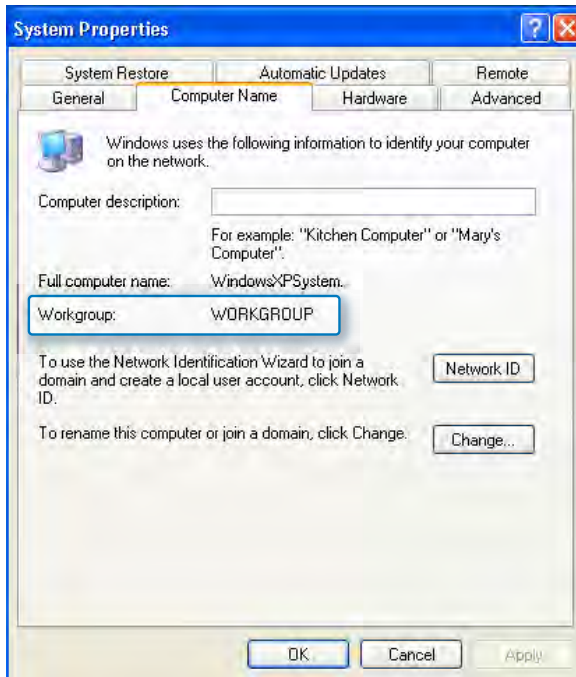 System Properties
System Restore Automatic Updates Remote
General Computer Name Hardware Advanced
Windows uses the following information to identify your computer
on the network.
Computer description:
For example: "Kitchen Computer" or "Mary's
Computer".
Full computer name: WindowsXPSystem.
Workgroup: WORKGROUP
To use the Network Identification Wizard to join a
domain and create a local user account, click Network
ID.
Network ID
To rename this computer or join a domain, click Change.
Change...
OK Cancel Apply